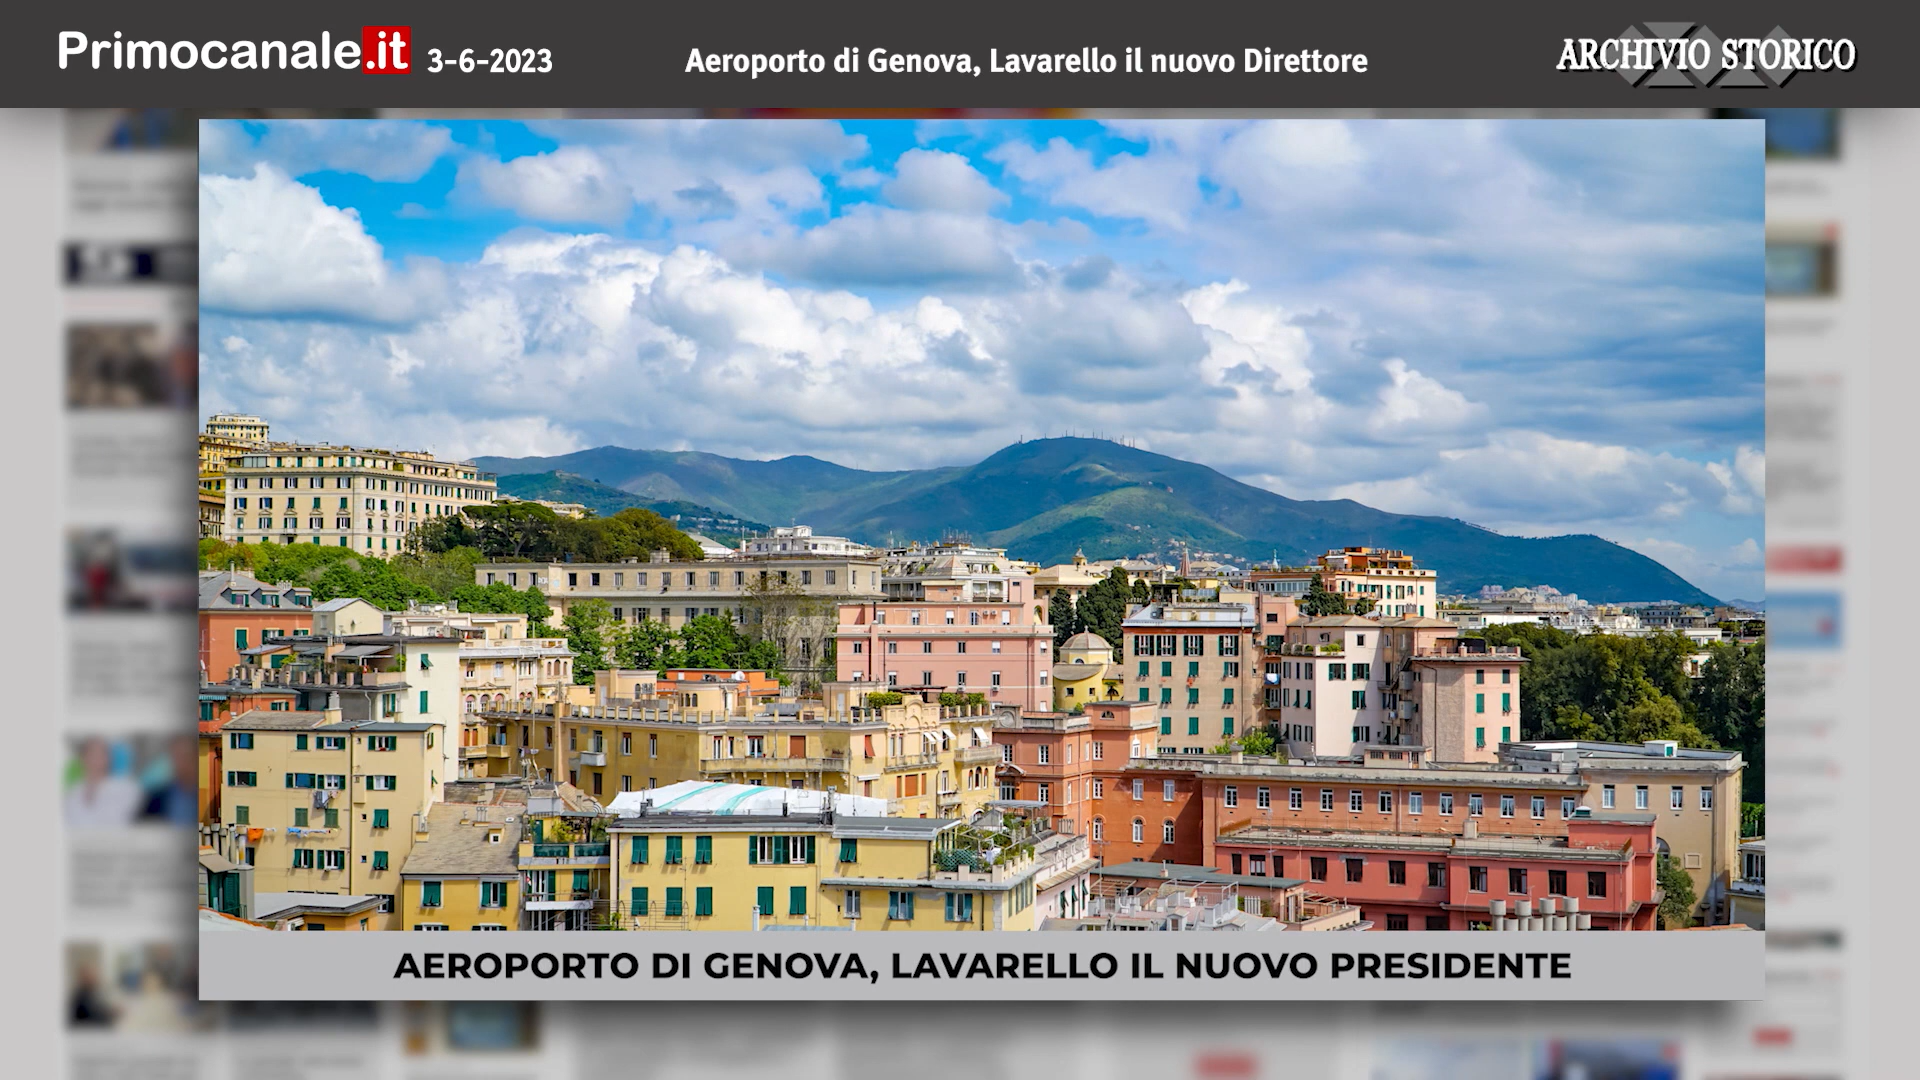 Primocanale.it 3-6-2023
Aeroporto di Genova, Lavarello il nuovo Direttore
ARCHIVIO STORICO
AEROPORTO DI GENOVA, LAVARELLO IL NUOVO PRESIDENTE